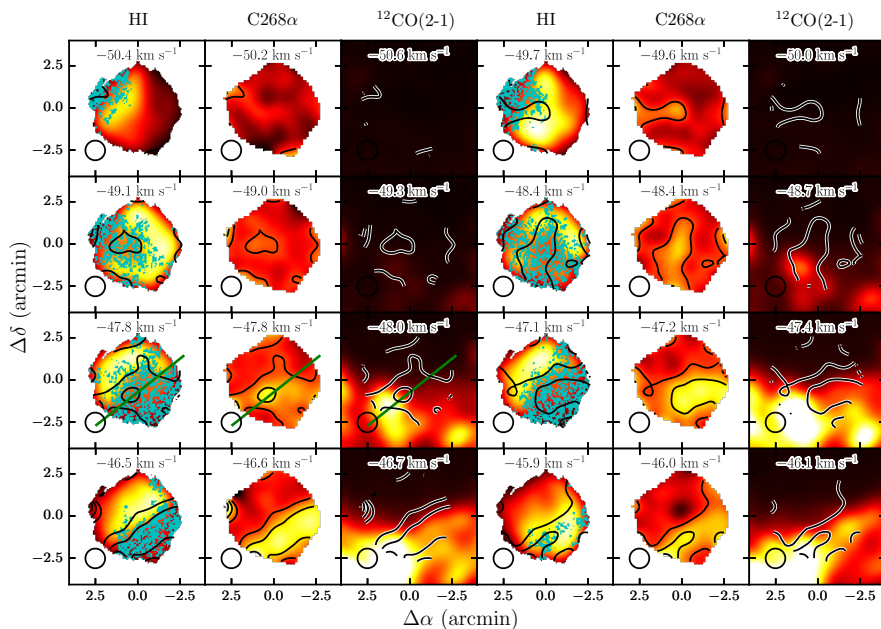 HI C268α ¹²CO(2-1) HI C268α ¹²CO(2-1)
−50.4 km s⁻¹ −50.2 km s⁻¹ −50.6 km s⁻¹ −49.7 km s⁻¹ −49.6 km s⁻¹ −50.0 km s⁻¹
2.5
0.0
−2.5
−49.1 km s⁻¹ −49.0 km s⁻¹ −49.3 km s⁻¹ −48.4 km s⁻¹ −48.4 km s⁻¹ −48.7 km s⁻¹
2.5
0.0
−2.5
Δδ (arcmin)
−47.8 km s⁻¹ −47.8 km s⁻¹ −48.0 km s⁻¹ −47.1 km s⁻¹ −47.2 km s⁻¹ −47.4 km s⁻¹
2.5
0.0
−2.5
−46.5 km s⁻¹ −46.6 km s⁻¹ −46.7 km s⁻¹ −45.9 km s⁻¹ −46.0 km s⁻¹ −46.1 km s⁻¹
2.5
0.0
−2.5
2.5 0.0 −2.5 2.5 0.0 −2.5 2.5 0.0 −2.5 2.5 0.0 −2.5 2.5 0.0 −2.5 2.5 0.0 −2.5
Δα (arcmin)